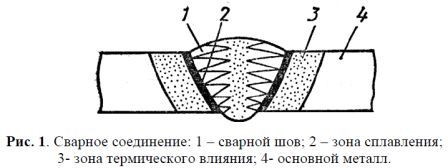 1 2 3 4
Рис. 1. Сварное соединение: 1 – сварной шов; 2 – зона сплавления;
3- зона термического влияния; 4- основной металл.